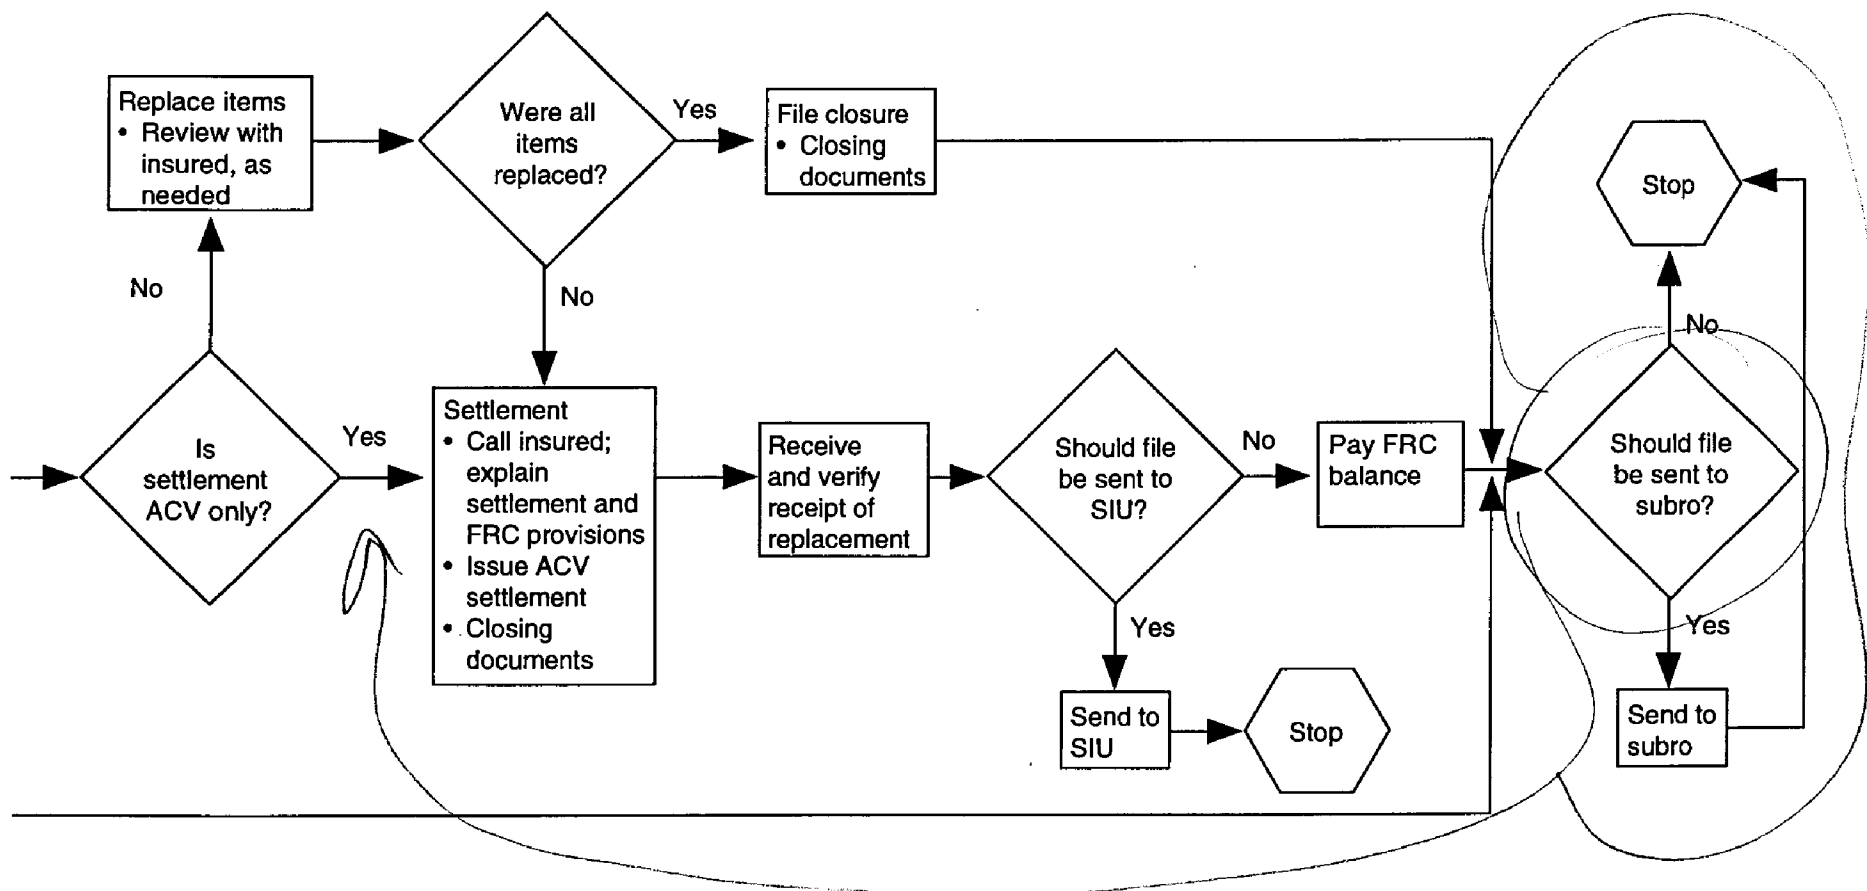 Replace items
• Review with
insured, as
needed
Were all
items
replaced?
Yes
File closure
• Closing
documents
Stop
No
No
No
Is
settlement
ACV only?
Yes
Settlement
• Call insured;
explain
settlement and
FRC provisions
• Issue ACV
settlement
• Closing
documents
Receive
and verify
receipt of
replacement
Should file
be sent to
SIU?
No
Pay FRC
balance
Should file
be sent to
subro?
Yes
Yes
Send to
SIU
Stop
Send to
subro